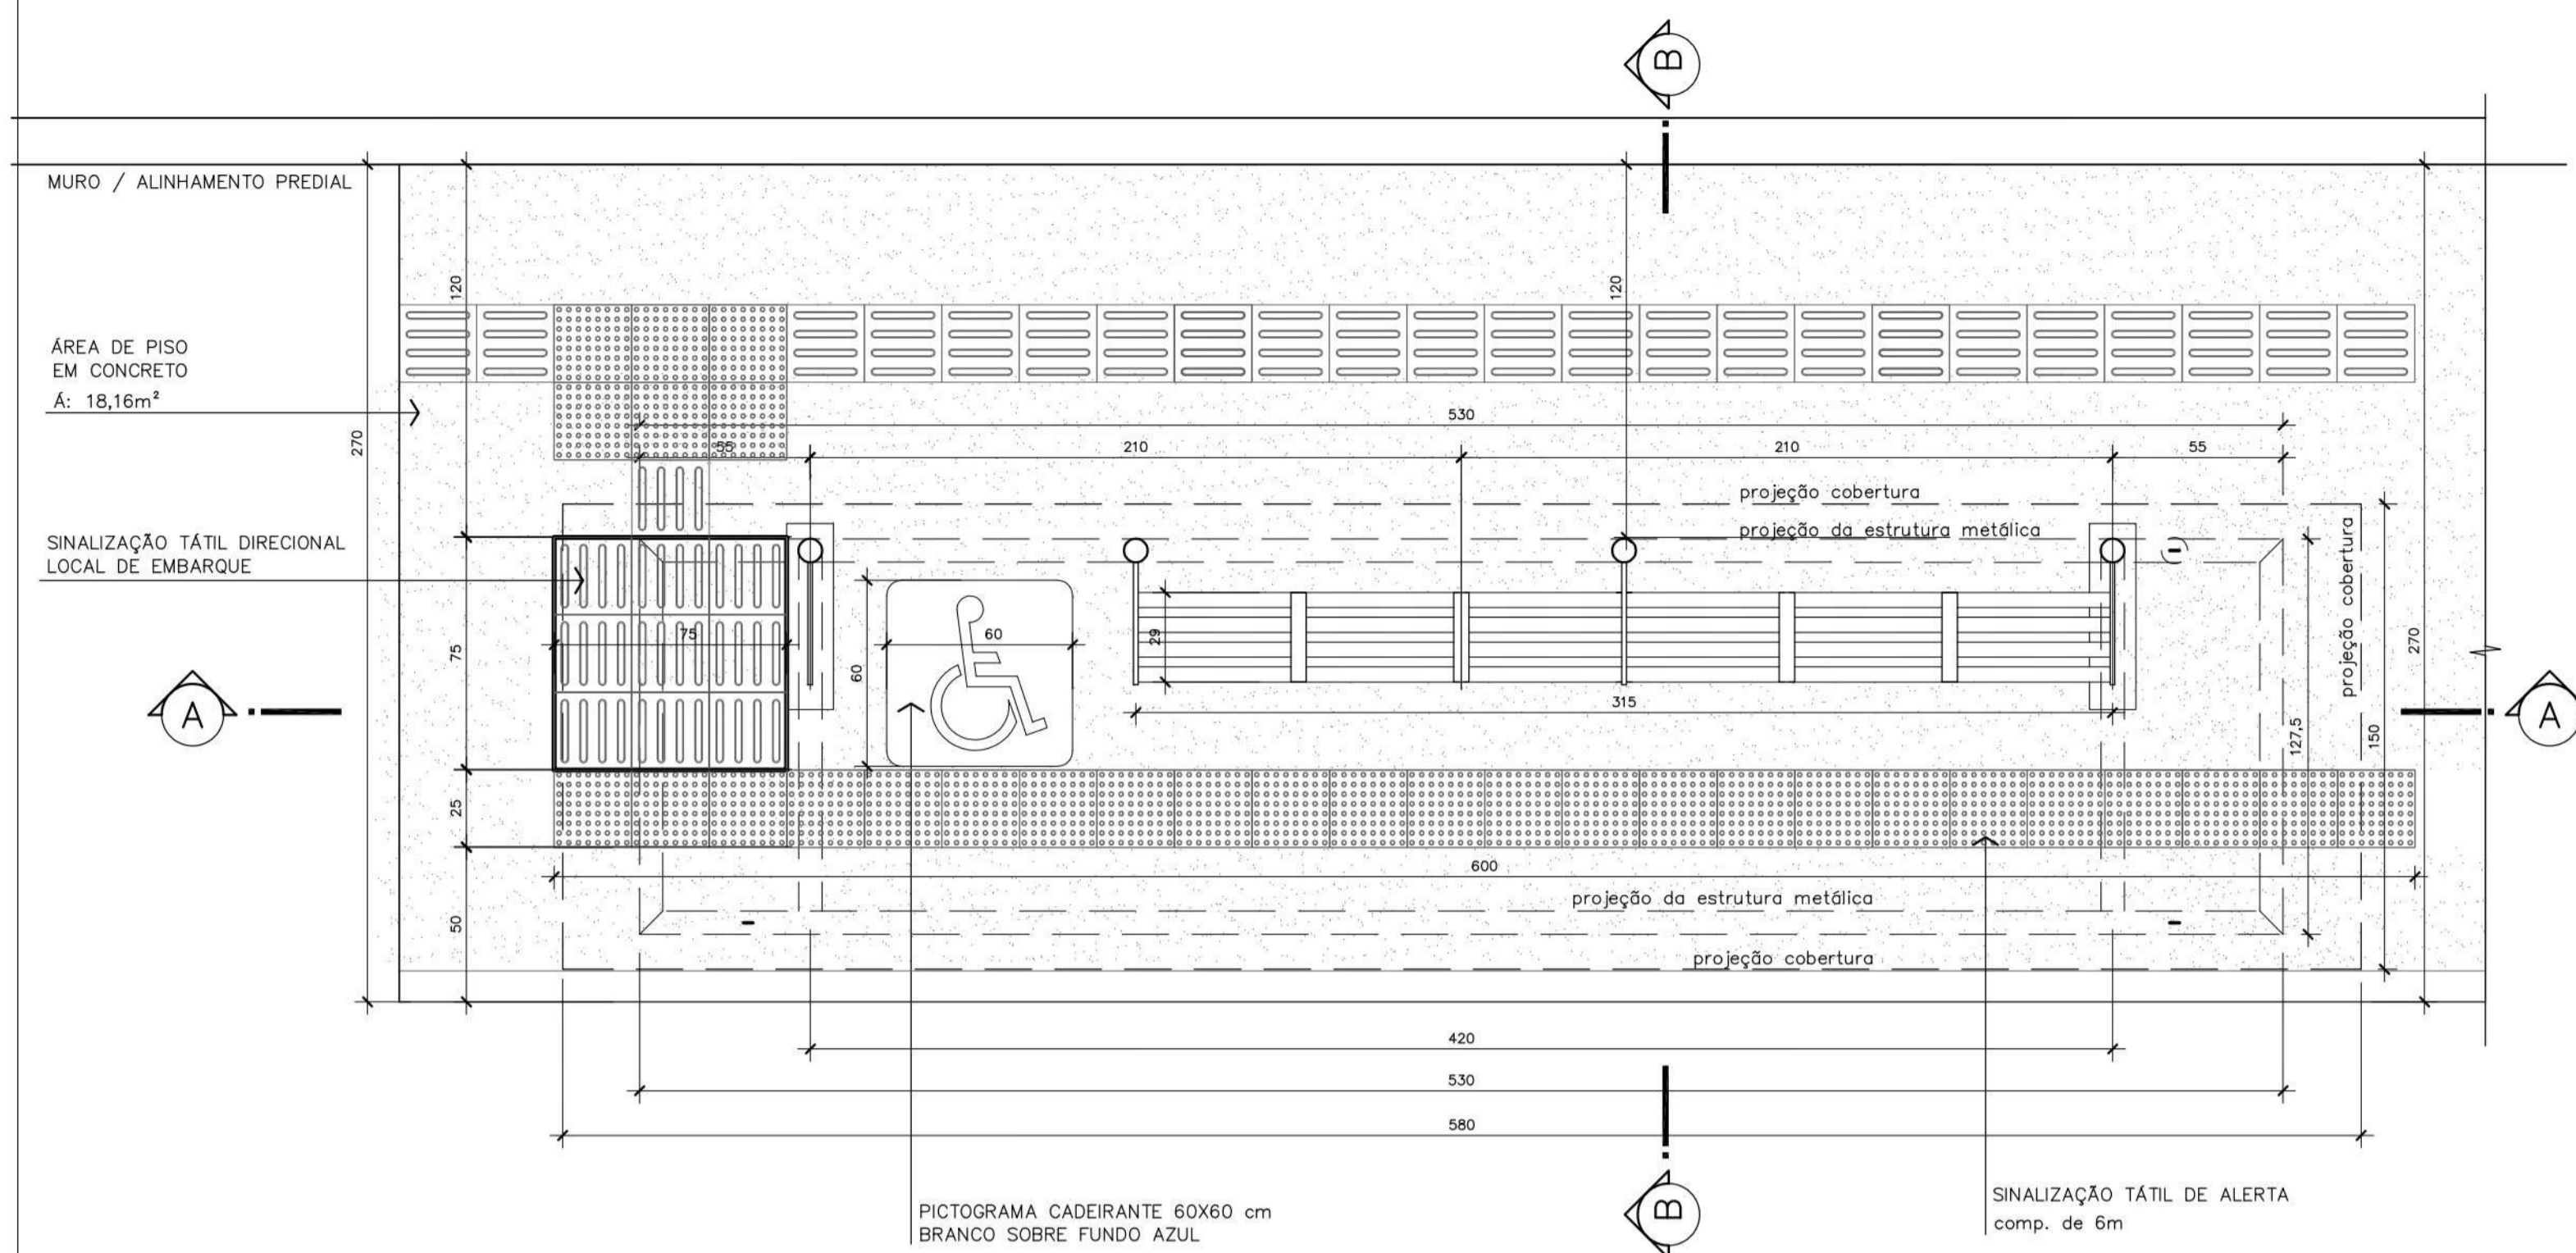 B
MURO / ALINHAMENTO PREDIAL
120
120
ÁREA DE PISO
EM CONCRETO
Á: 18,16m²
270
530
55
210
210
55
projeção cobertura
projeção da estrutura metálica
SINALIZAÇÃO TÁTIL DIRECIONAL
LOCAL DE EMBARQUE
projeção cobertura
75
75
60
60
29
270
315
A
A
127,5
150
25
600
50
projeção da estrutura metálica
projeção cobertura
420
530
580
PICTOGRAMA CADEIRANTE 60X60 cm
BRANCO SOBRE FUNDO AZUL
B
SINALIZAÇÃO TÁTIL DE ALERTA
comp. de 6m